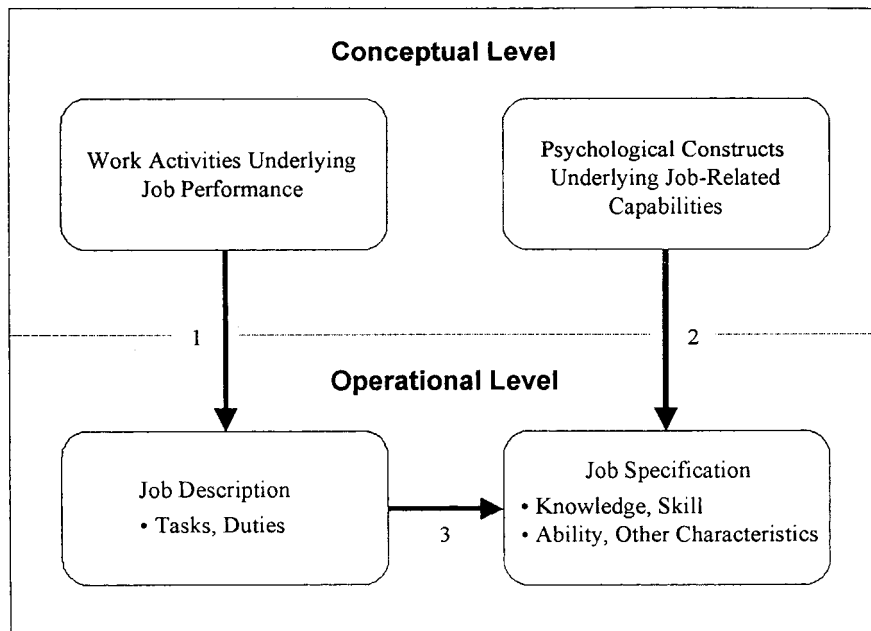 Conceptual Level
Work Activities Underlying
Job Performance
Psychological Constructs
Underlying Job-Related
Capabilities
1
2
Operational Level
Job Description
• Tasks, Duties
3
Job Specification
• Knowledge, Skill
• Ability, Other Characteristics